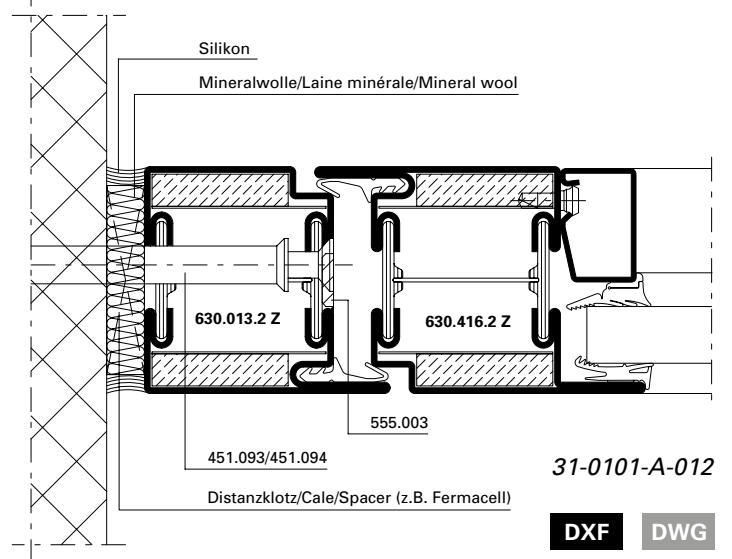 Silikon
Mineralwolle/Laine minérale/Mineral wool
630.013.2 Z
630.416.2 Z
555.003
451.093/451.094
Distanzklotz/Cale/Spacer (z.B. Fermacell)
31-0101-A-012
DXF
DWG